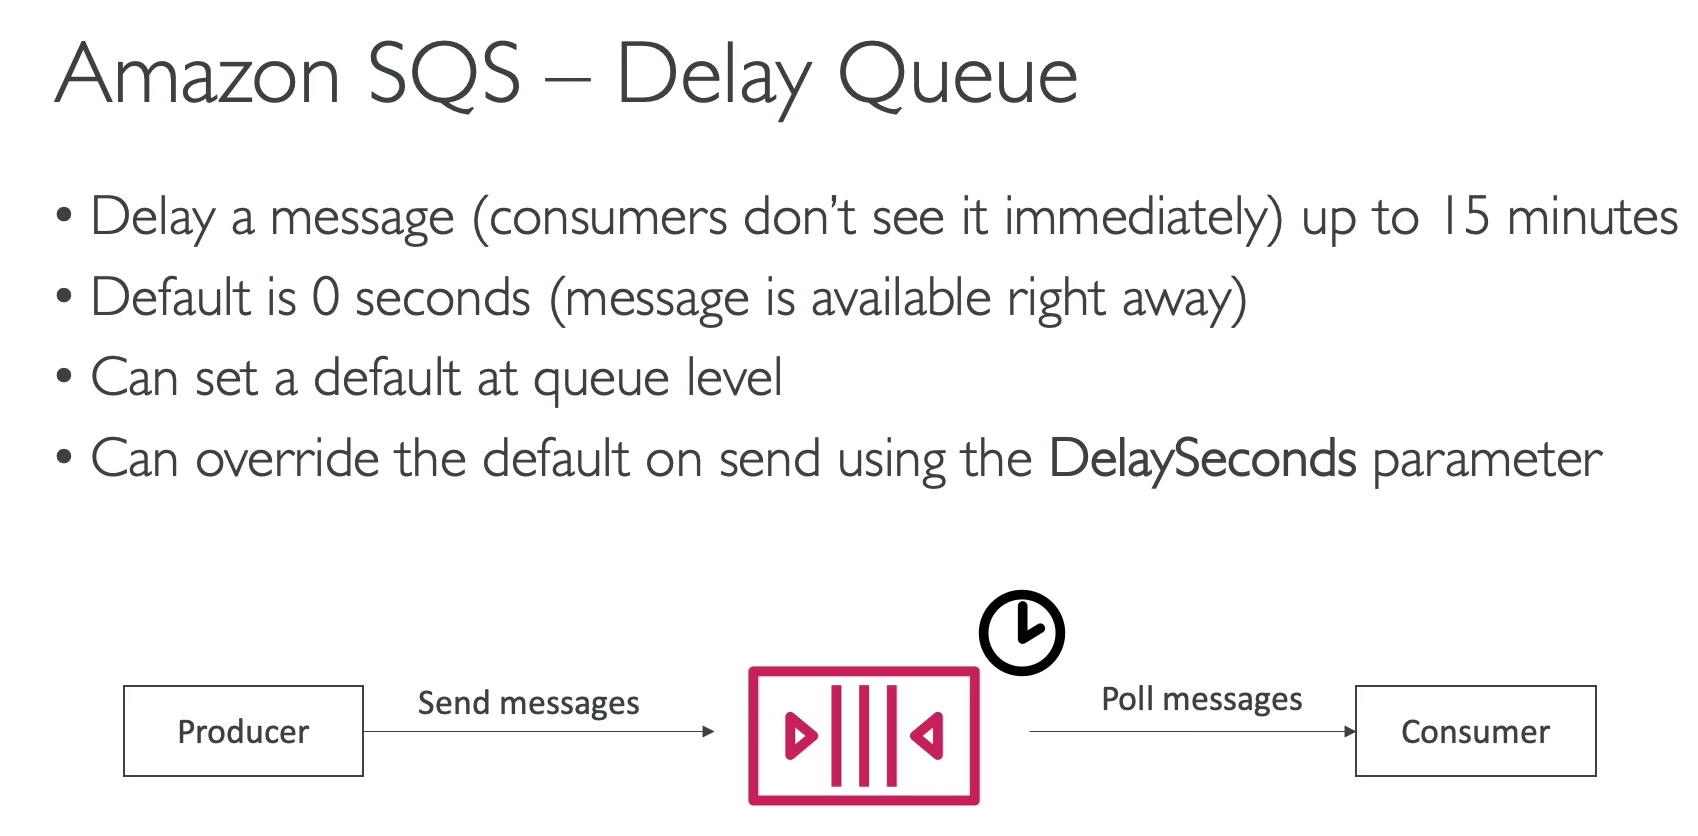 Amazon SQS – Delay Queue
• Delay a message (consumers don’t see it immediately) up to 15 minutes
• Default is 0 seconds (message is available right away)
• Can set a default at queue level
• Can override the default on send using the DelaySeconds parameter
Producer
Send messages
Poll messages
Consumer